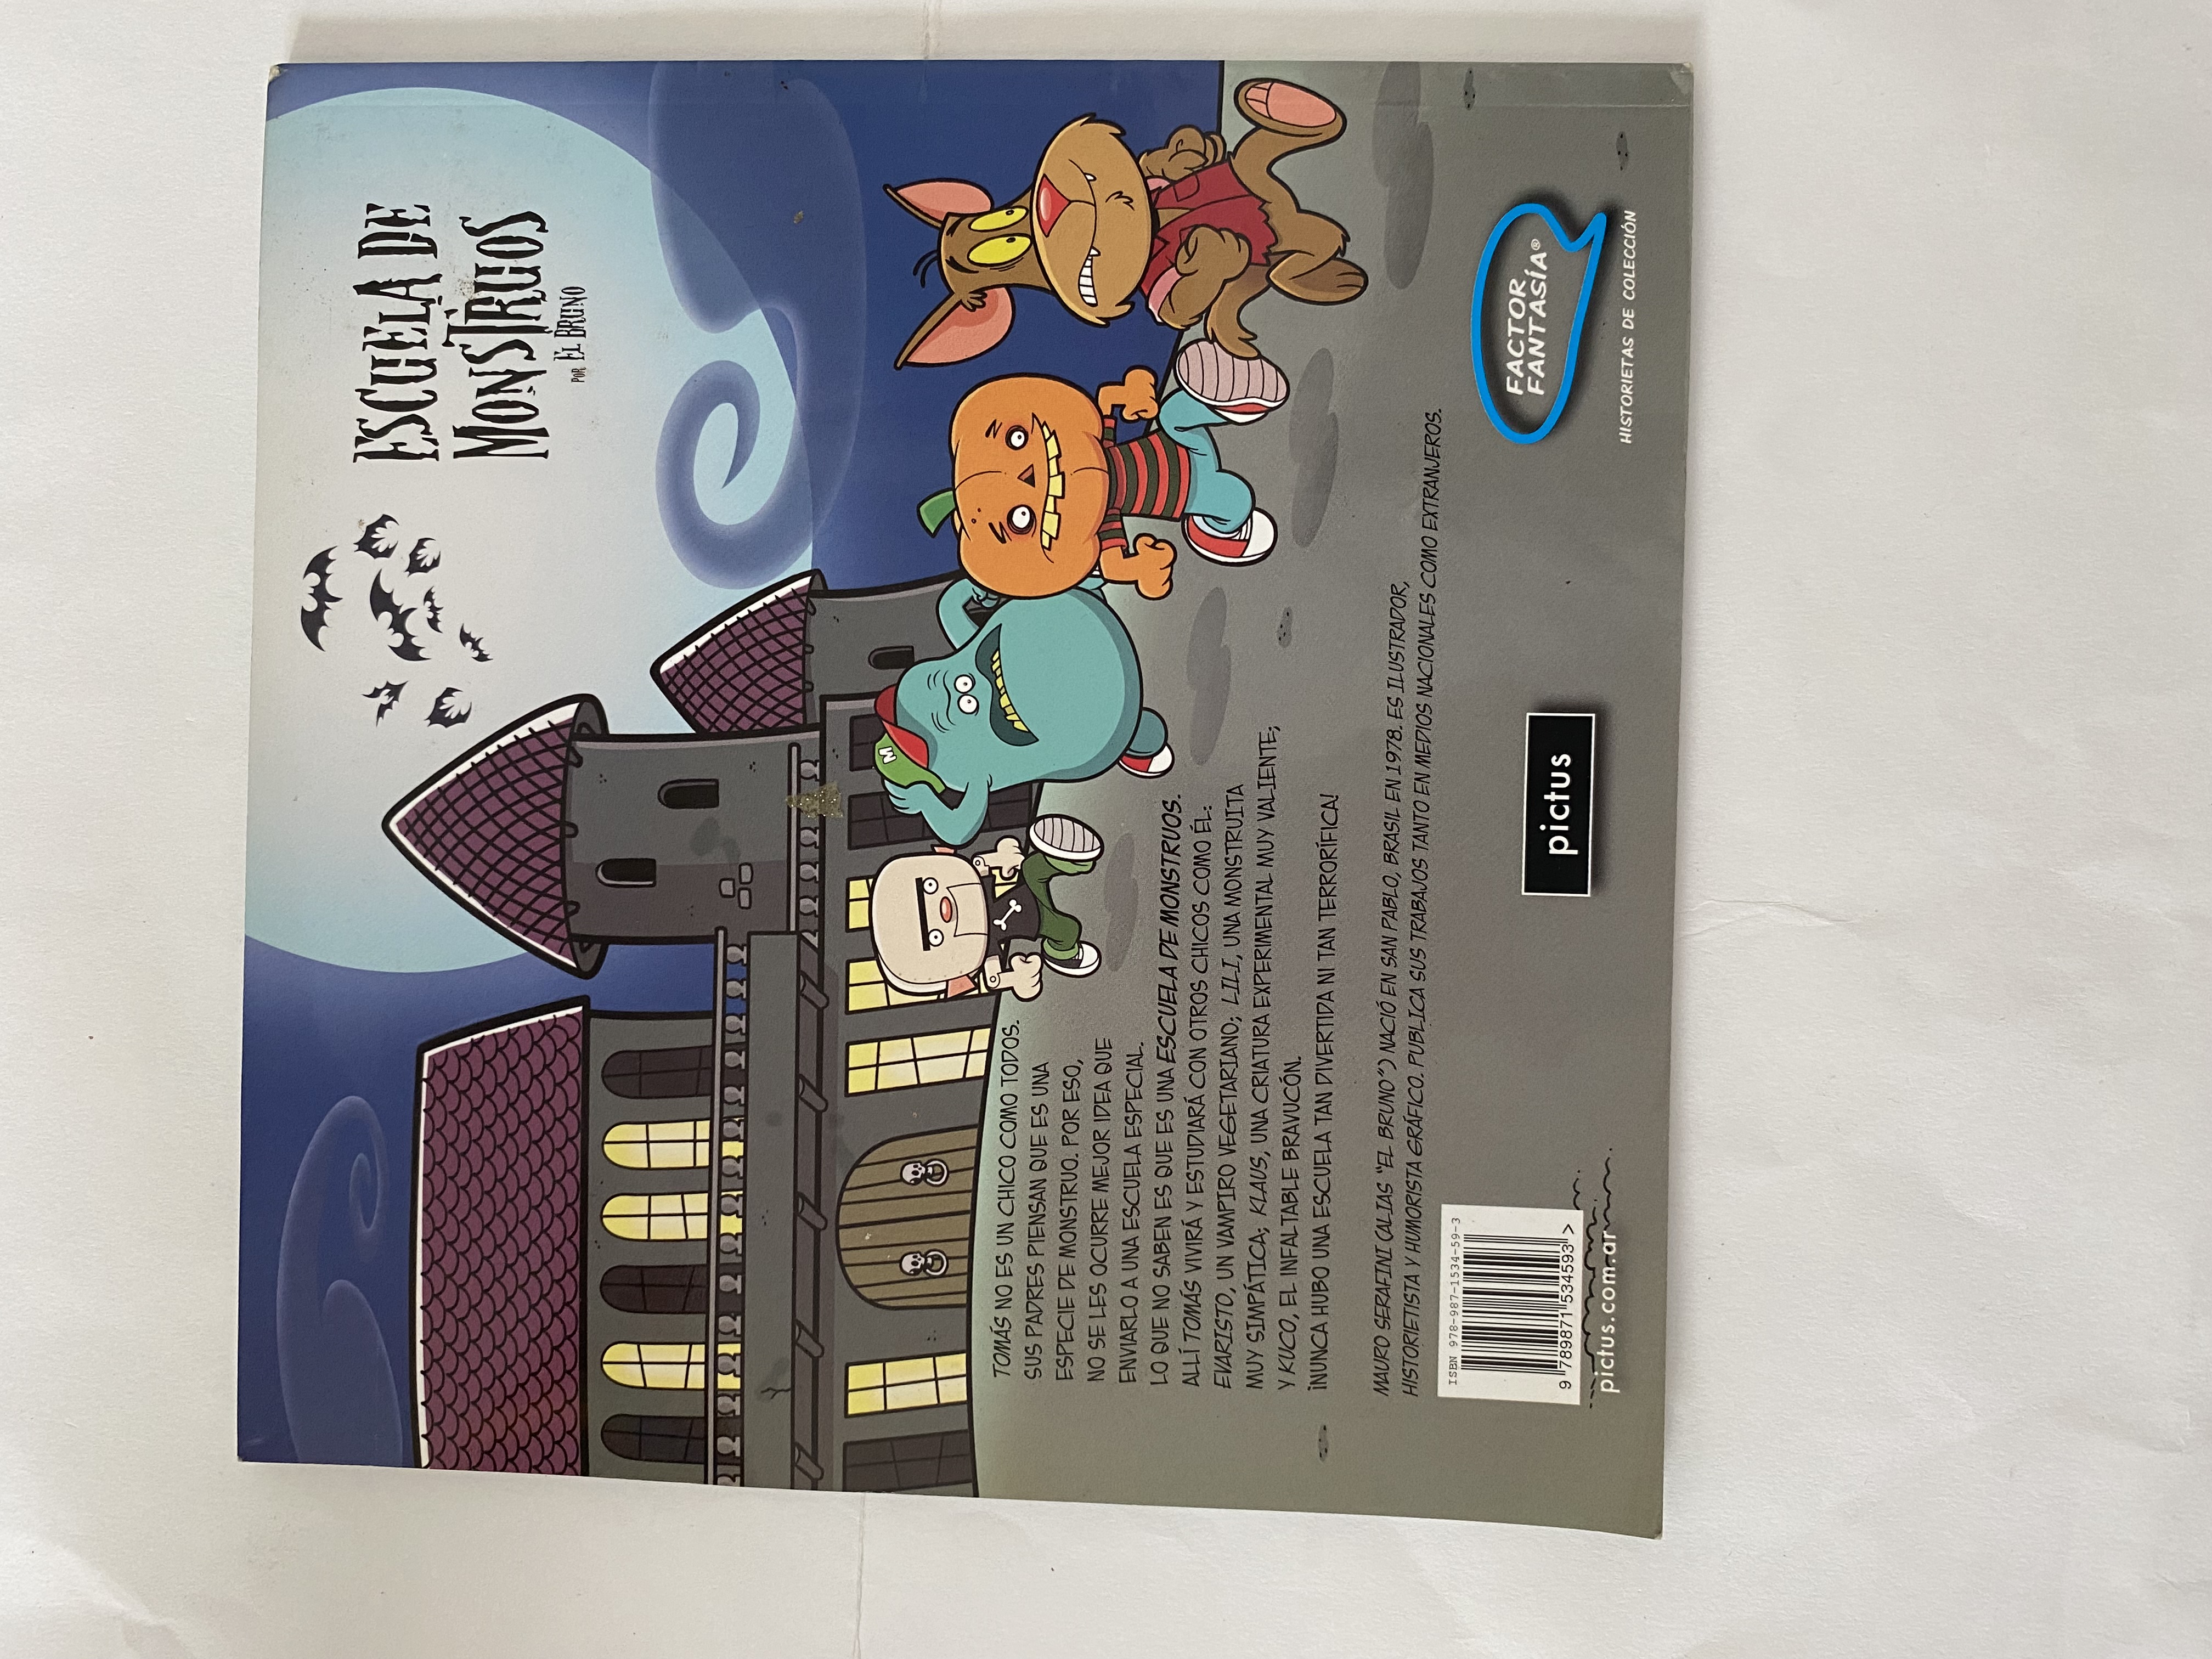 ESCUELA DE
MONSTRUOS
POR EL BRUNO
M
TOMÁS NO ES UN CHICO COMO TODOS.
SUS PADRES PIENSAN QUE ES UNA
ESPECIE DE MONSTRUO. POR ESO,
NO SE LES OCURRE MEJOR IDEA QUE
ENVIARLO A UNA ESCUELA ESPECIAL.
LO QUE NO SABEN ES QUE ES UNA ESCUELA DE MONSTRUOS.
ALLÍ TOMÁS VIVIRÁ Y ESTUDIARÁ CON OTROS CHICOS COMO ÉL:
EVARISTO, UN VAMPIRO VEGETARIANO; LILI, UNA MONSTRUITA
MUY SIMPÁTICA; KLAUS, UNA CRIATURA EXPERIMENTAL MUY VALIENTE;
Y KUCO, EL INFALTABLE BRAVUCÓN.
¡NUNCA HUBO UNA ESCUELA TAN DIVERTIDA NI TAN TERRORÍFICA!
MAURO SERAFINI (ALIAS "EL BRUNO") NACIÓ EN SAN PABLO, BRASIL EN 1978. ES ILUSTRADOR,
HISTORIETISTA Y HUMORISTA GRÁFICO. PUBLICA SUS TRABAJOS TANTO EN MEDIOS NACIONALES COMO EXTRANJEROS.
ISBN 978-987-1534-59-3
9 789871 534593 >
pictus.com.ar
pictus
FACTOR
FANTASÍA®
HISTORIETAS DE COLECCIÓN